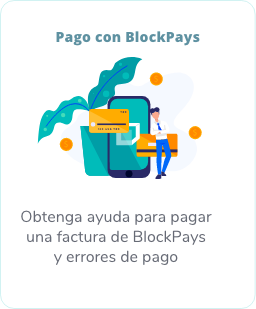 Pago con BlockPays
Obtenga ayuda para pagar
una factura de BlockPays
y errores de pago